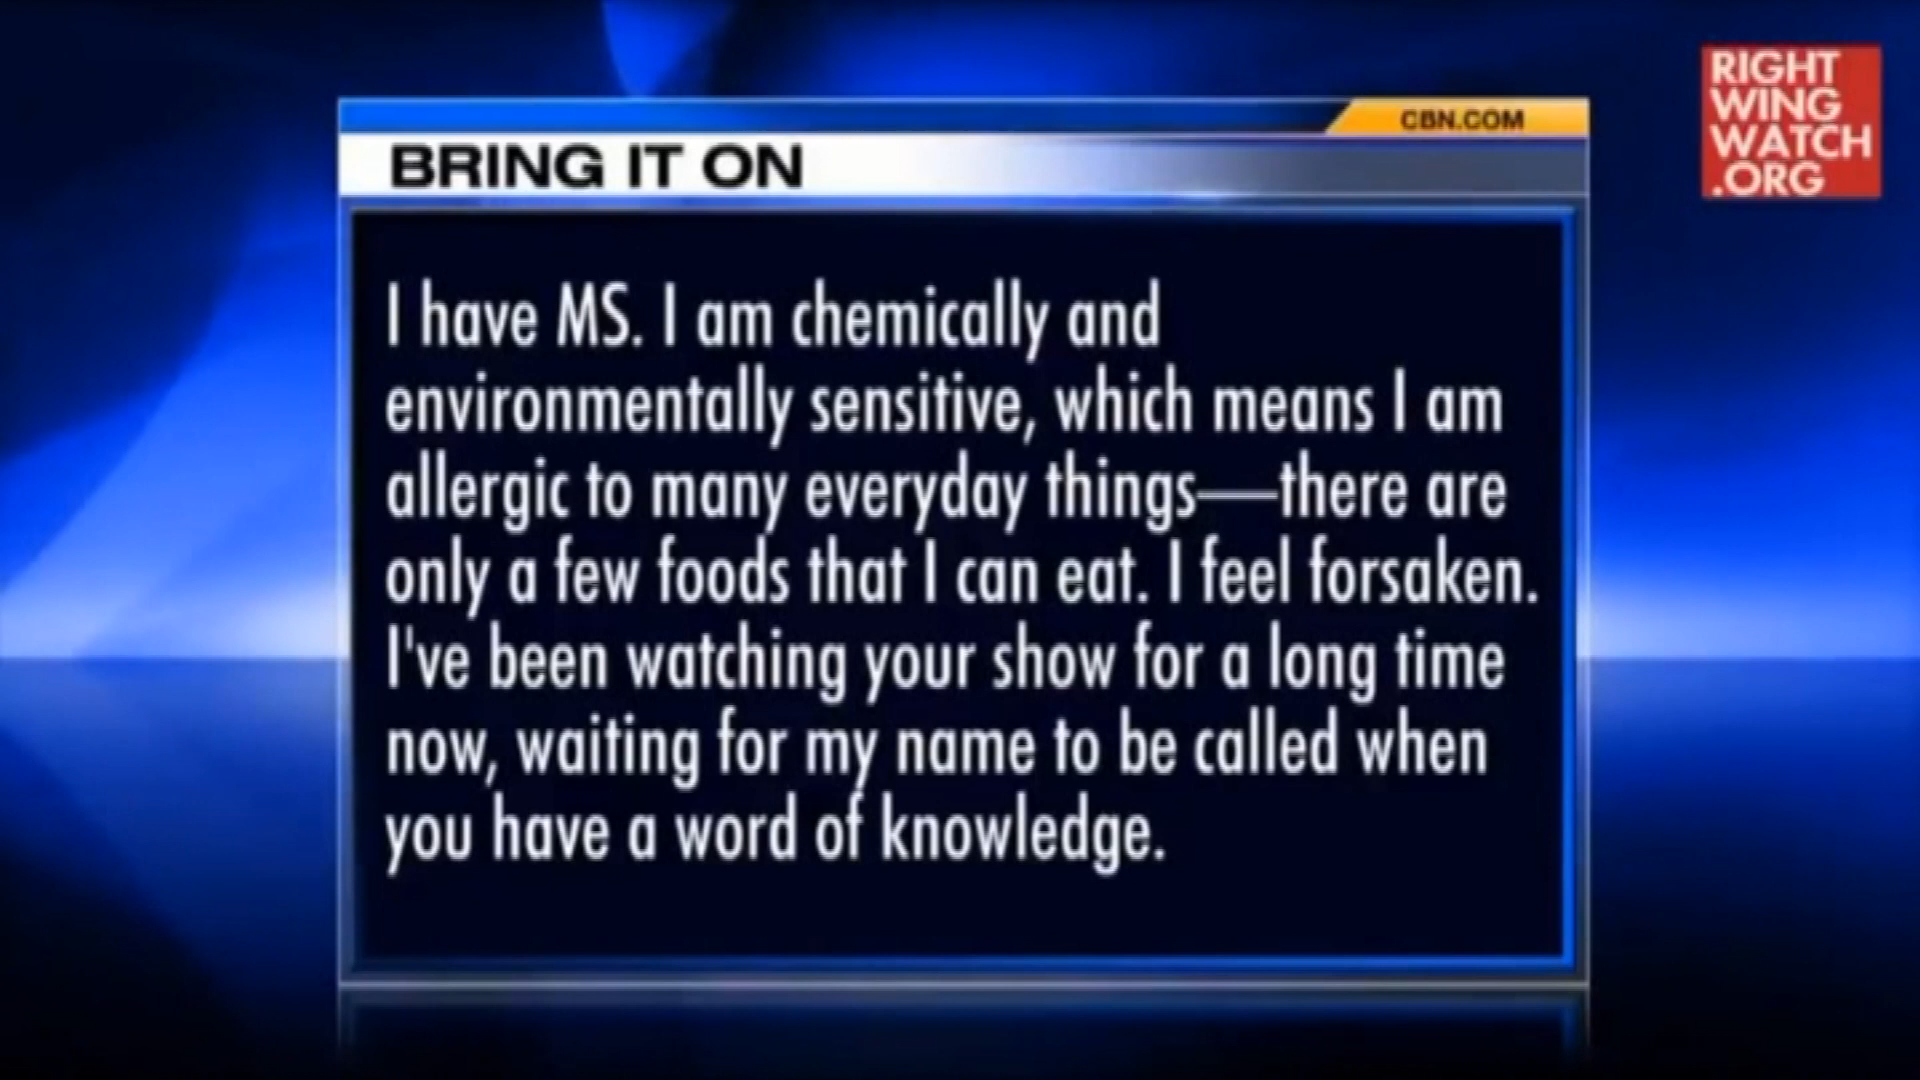 RIGHT
WING
WATCH
.ORG
CBN.COM
BRING IT ON
I have MS. I am chemically and
environmentally sensitive, which means I am
allergic to many everyday things—there are
only a few foods that I can eat. I feel forsaken.
I've been watching your show for a long time
now, waiting for my name to be called when
you have a word of knowledge.